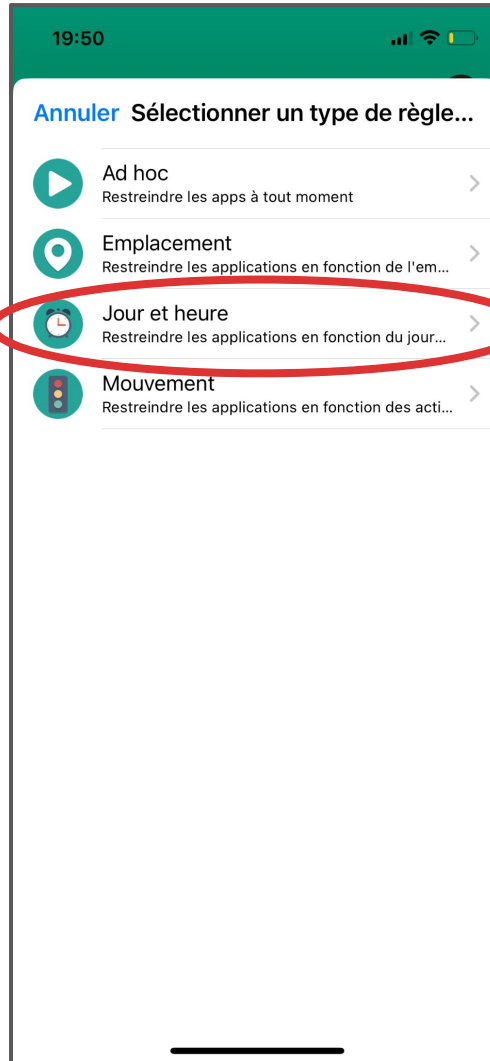 19:50
Annuler Sélectionner un type de règle...
Ad hoc
Restreindre les apps à tout moment
Emplacement
Restreindre les applications en fonction de l'em...
Jour et heure
Restreindre les applications en fonction du jour...
Mouvement
Restreindre les applications en fonction des acti...